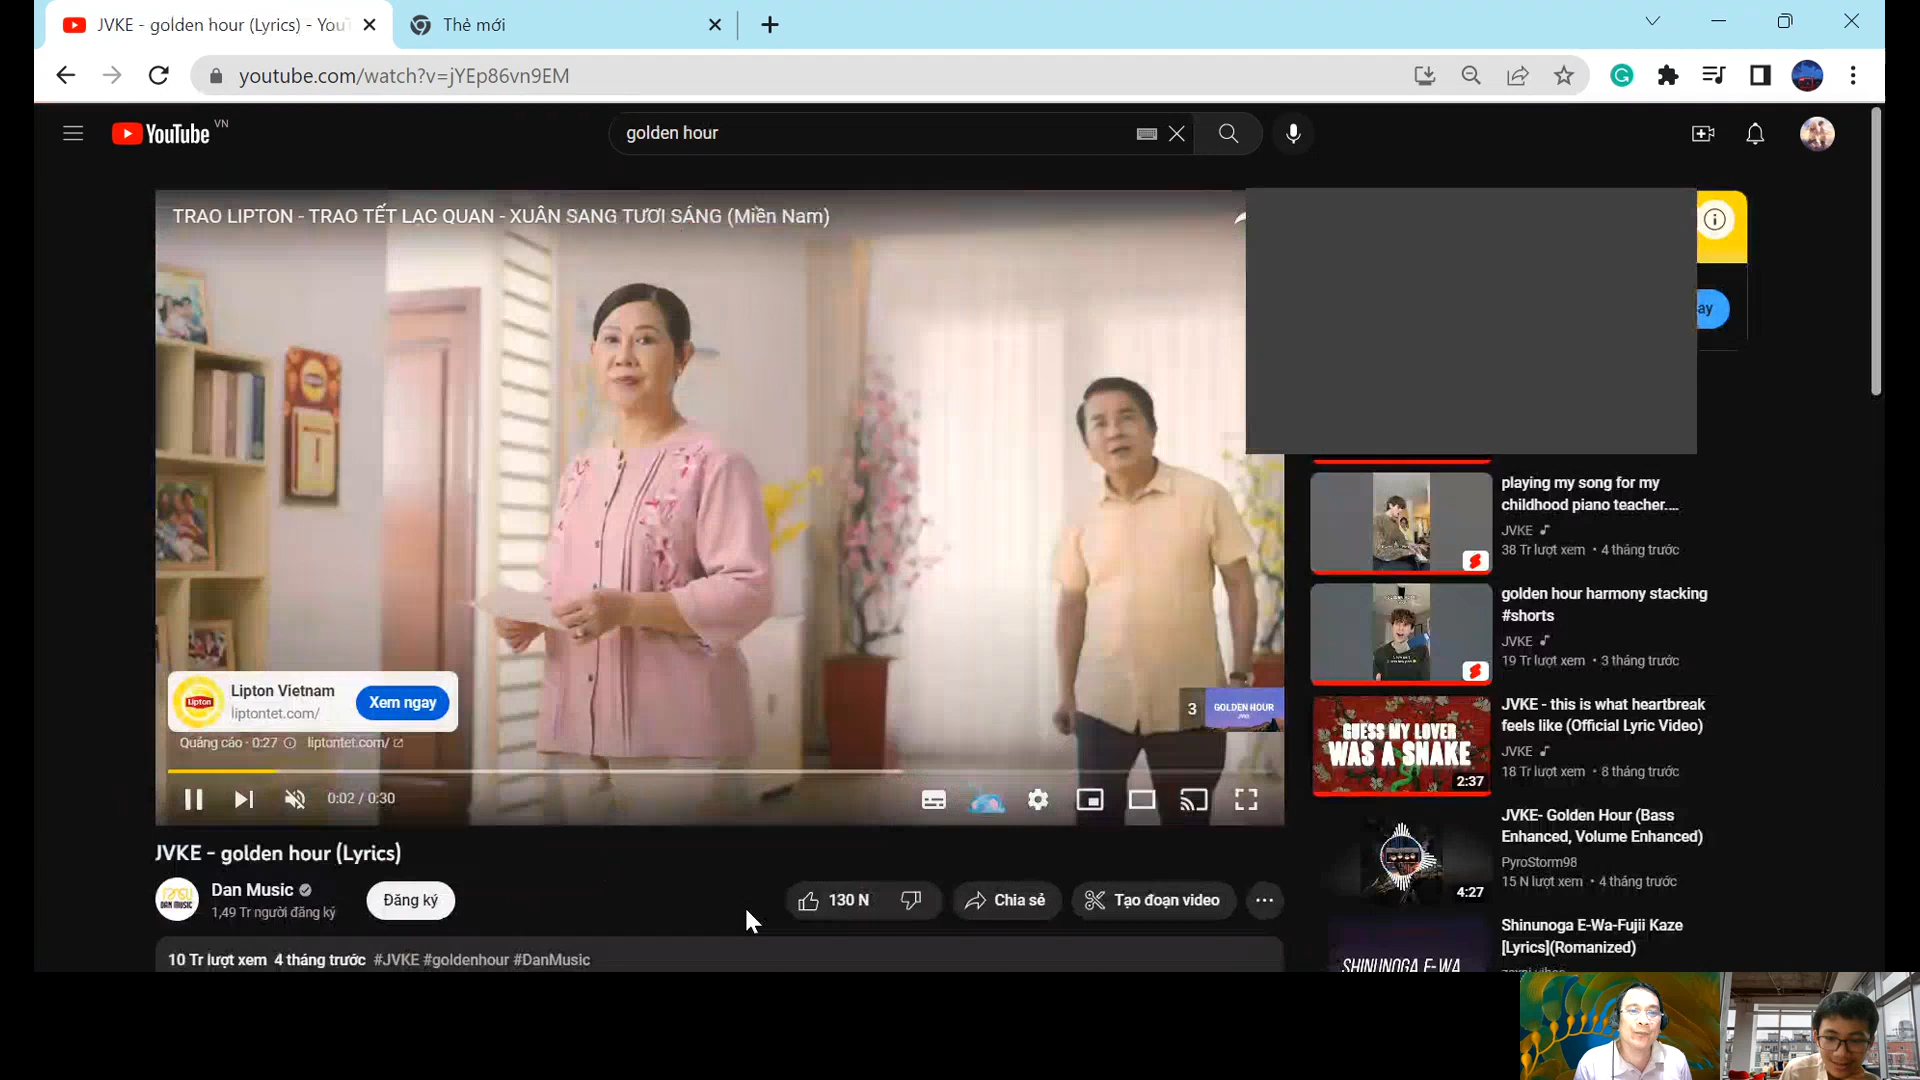 JVKE - golden hour (Lyrics) - You
Thẻ mới
youtube.com/watch?v=jYEp86vn9EM
YouTube VN
golden hour
TRAO LIPTON - TRAO TẾT LẠC QUAN - XUÂN SANG TƯƠI SÁNG (Miền Nam)
ay
playing my song for my
childhood piano teacher....
JVKE
38 Tr lượt xem • 4 tháng trước
golden hour harmony stacking
#shorts
JVKE
19 Tr lượt xem • 3 tháng trước
GUESS MY LOVER
WAS A SNAKE
2:37
JVKE - this is what heartbreak
feels like (Official Lyric Video)
JVKE
18 Tr lượt xem • 8 tháng trước
4:27
JVKE- Golden Hour (Bass
Enhanced, Volume Enhanced)
PyroStorm98
15 N lượt xem • 4 tháng trước
SHINUNOGA E-WA
Shinunoga E-Wa-Fujii Kaze
[Lyrics](Romanized)
Lipton
Lipton Vietnam
liptontet.com/
Xem ngay
Quảng cáo · 0:27
liptontet.com/
3
GOLDEN HOUR
JVKE
0:02 / 0:30
JVKE - golden hour (Lyrics)
DAN MUSIC
Dan Music
1,49 Tr người đăng ký
Đăng ký
130 N
Chia sẻ
Tạo đoạn video
10 Tr lượt xem 4 tháng trước #JVKE #goldenhour #DanMusic